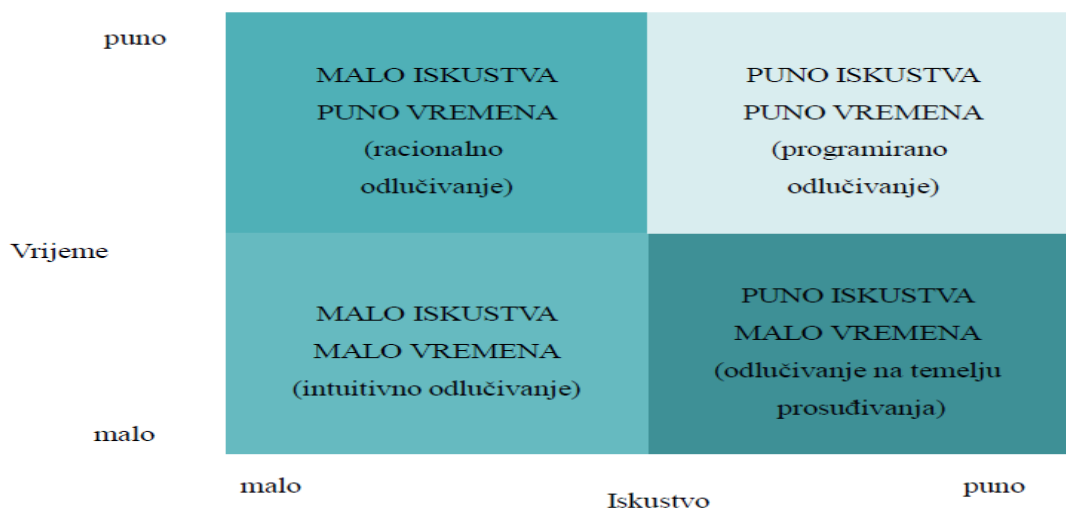 puno
MALO ISKUSTVA
PUNO VREMENA
(racionalno
odlučivanje)
PUNO ISKUSTVA
PUNO VREMENA
(programirano
odlučivanje)
Vrijeme
MALO ISKUSTVA
MALO VREMENA
(intuitivno odlučivanje)
PUNO ISKUSTVA
MALO VREMENA
(odlučivanje na temelju
prosuđivanja)
malo
malo
Iskustvo
puno